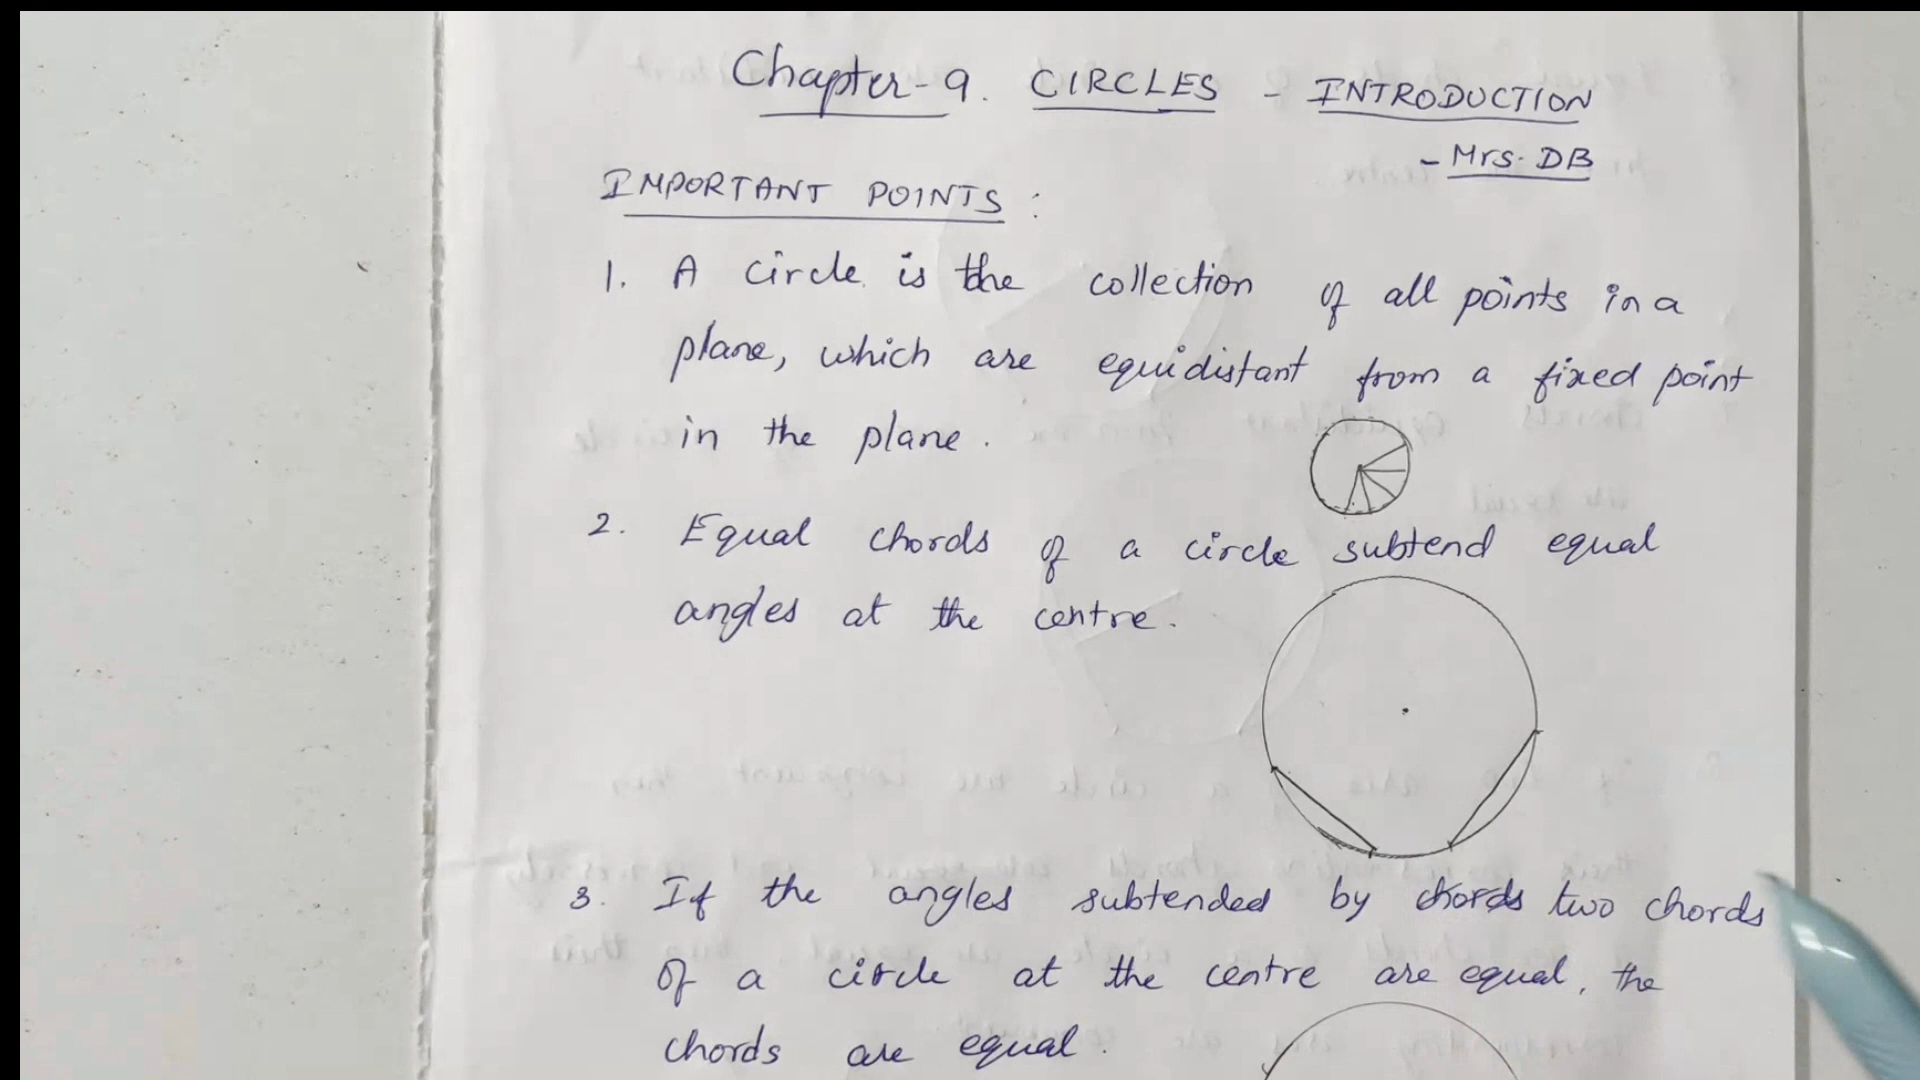 Chapter-9. CIRCLES - INTRODUCTION
- Mrs. DB
IMPORTANT POINTS :
1. A circle is the collection of all points in a
plane, which are equidistant from a fixed point
in the plane.
2. Equal chords of a circle subtend equal
angles at the centre.
3. If the angles subtended by chords two chords
of a circle at the centre are equal, the
chords are equal.